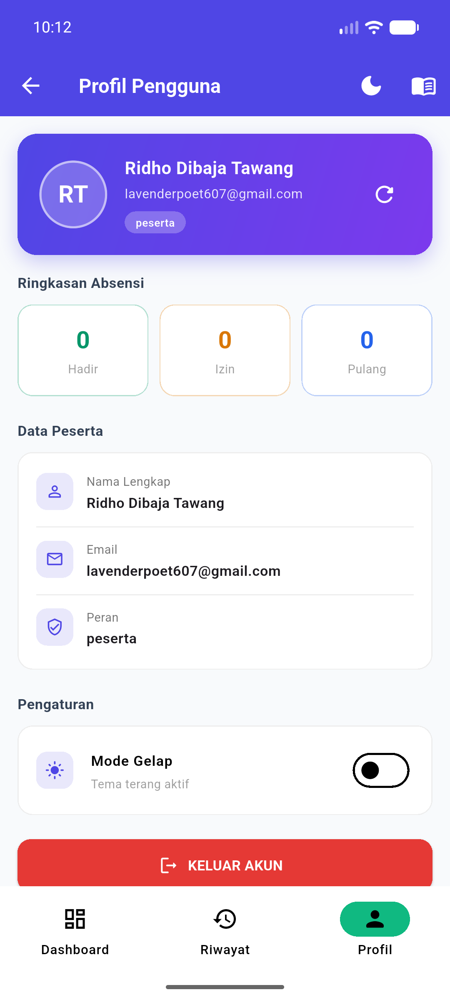 10:12
Profil Pengguna
RT
Ridho Dibaja Tawang
lavenderpoet607@gmail.com
peserta
Ringkasan Absensi
0
Hadir
0
Izin
0
Pulang
Data Peserta
Nama Lengkap
Ridho Dibaja Tawang
Email
lavenderpoet607@gmail.com
Peran
peserta
Pengaturan
Mode Gelap
Tema terang aktif
KELUAR AKUN
Dashboard
Riwayat
Profil